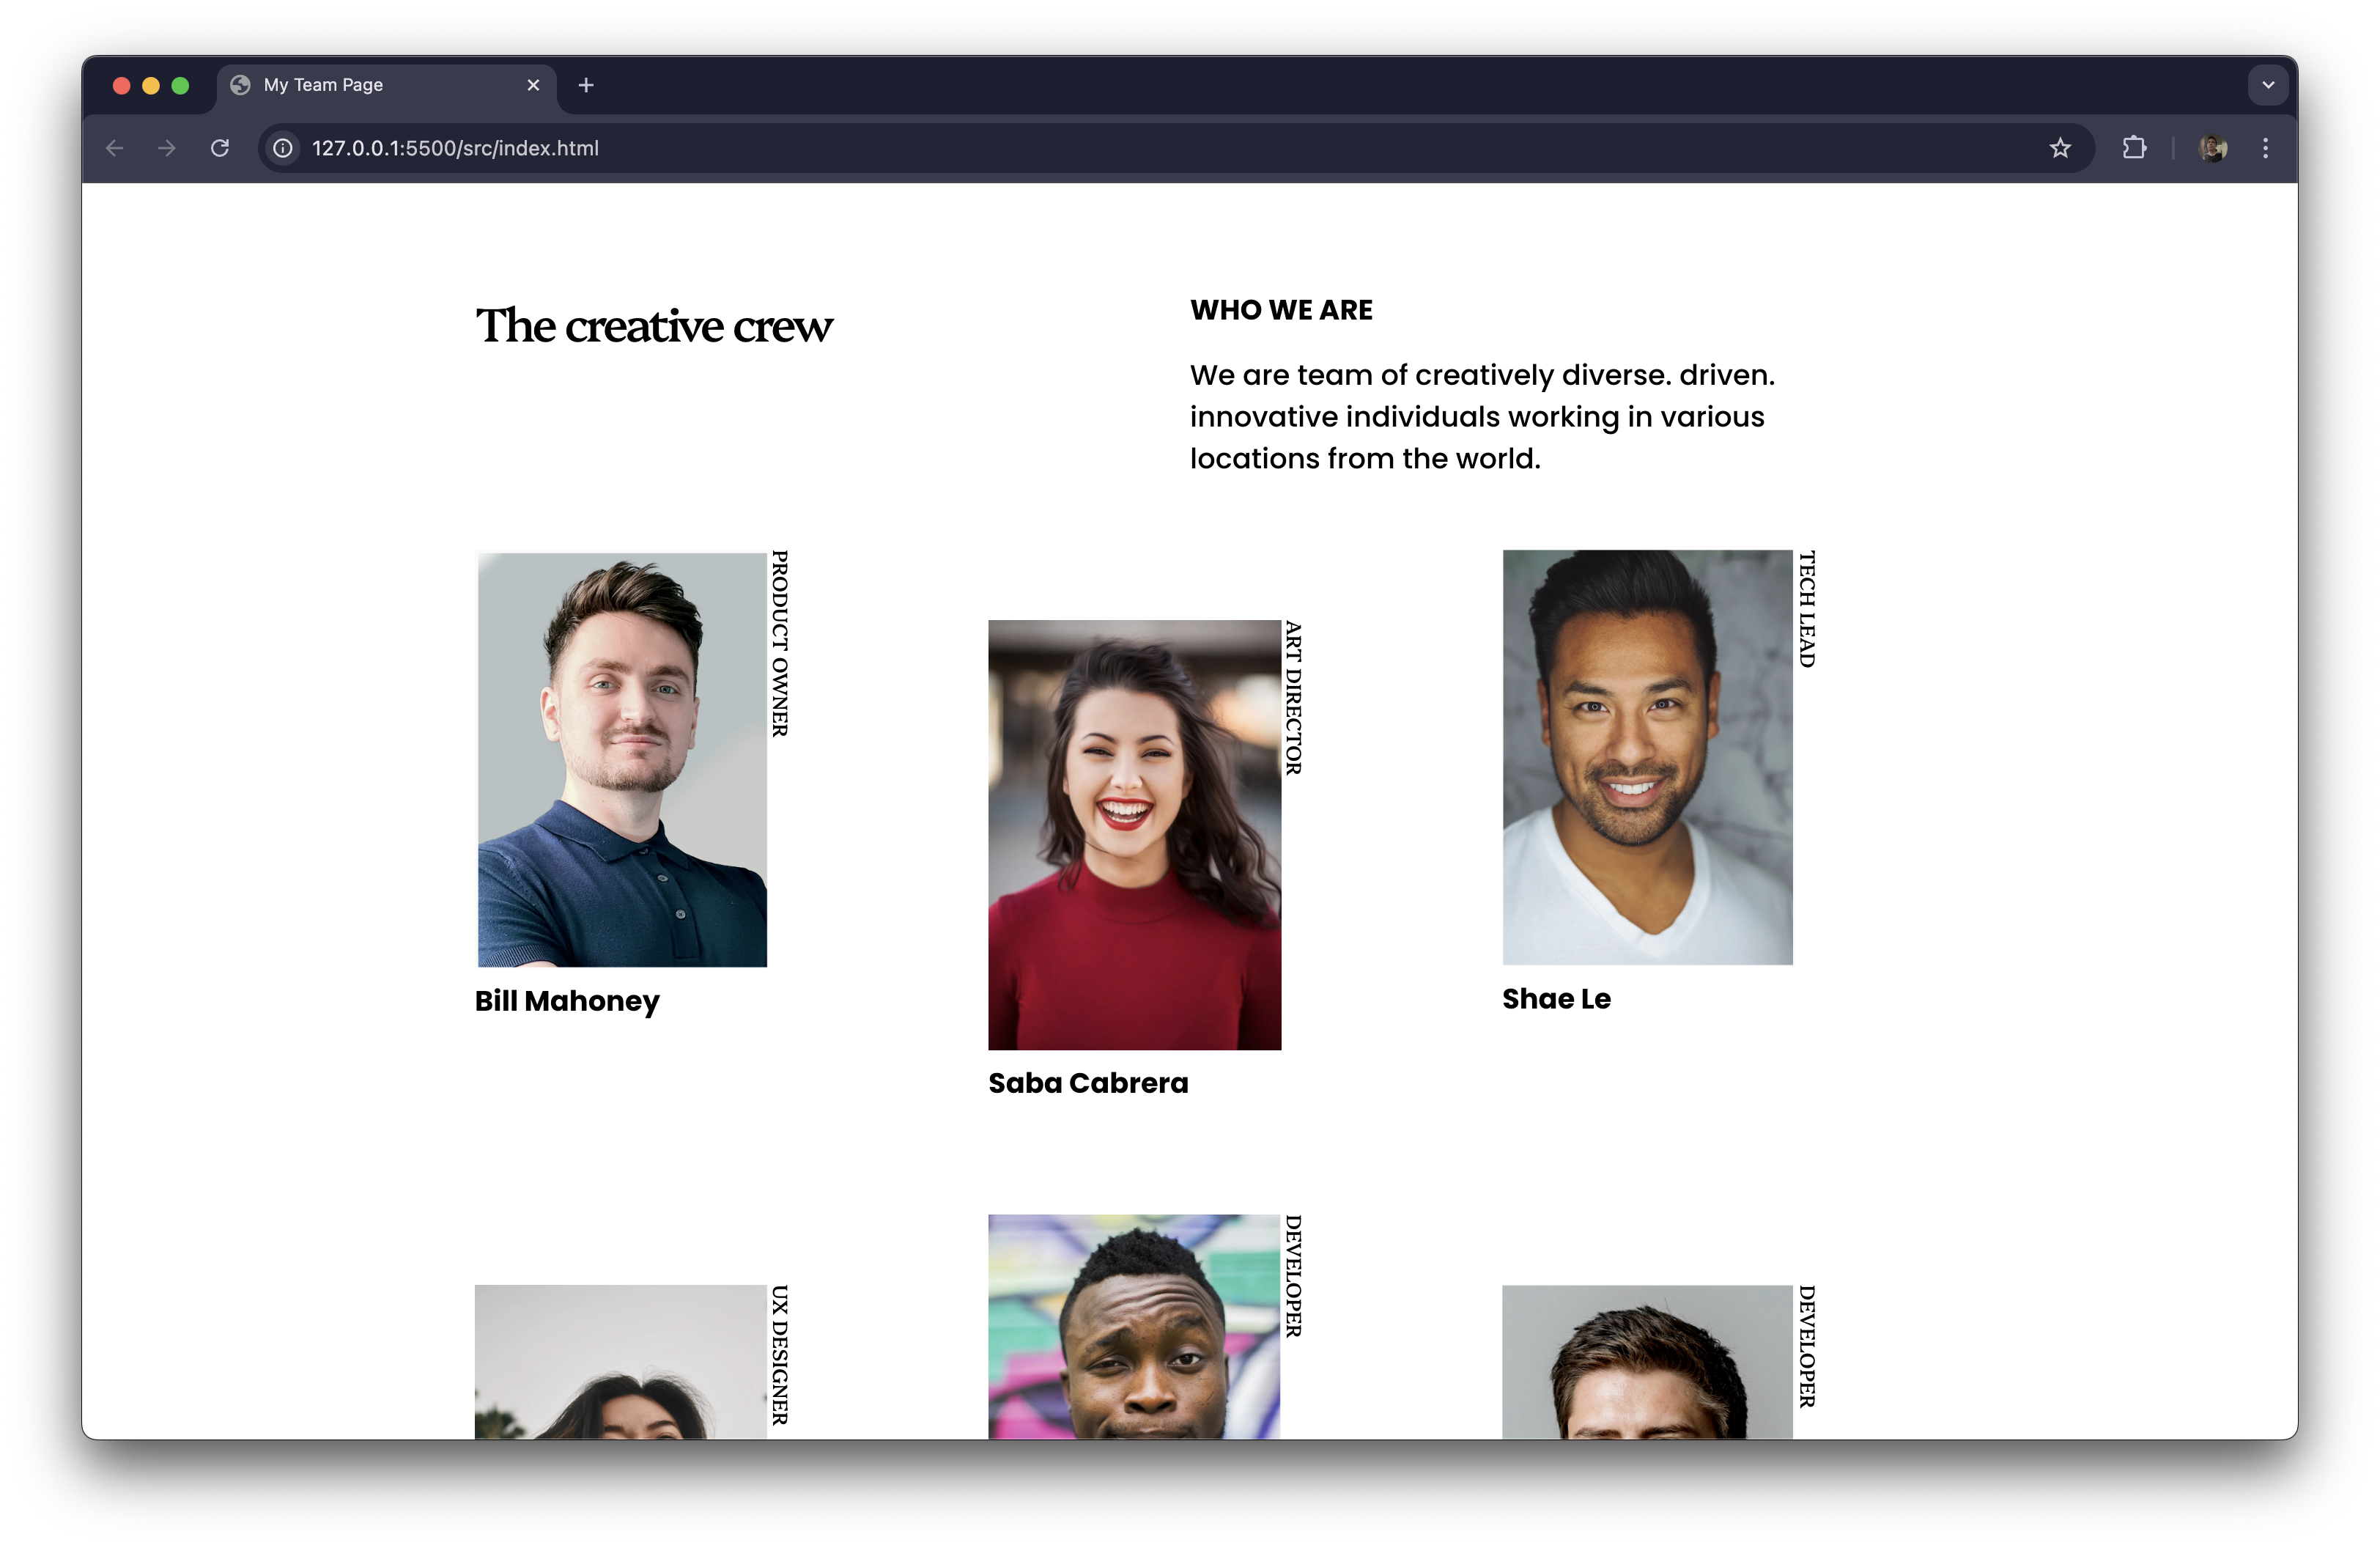 My Team Page
127.0.0.1:5500/src/index.html
The creative crew
WHO WE ARE
We are team of creatively diverse. driven.
innovative individuals working in various
locations from the world.
PRODUCT OWNER
Bill Mahoney
ART DIRECTOR
Saba Cabrera
TECH LEAD
Shae Le
UX DESIGNER
DEVELOPER
DEVELOPER